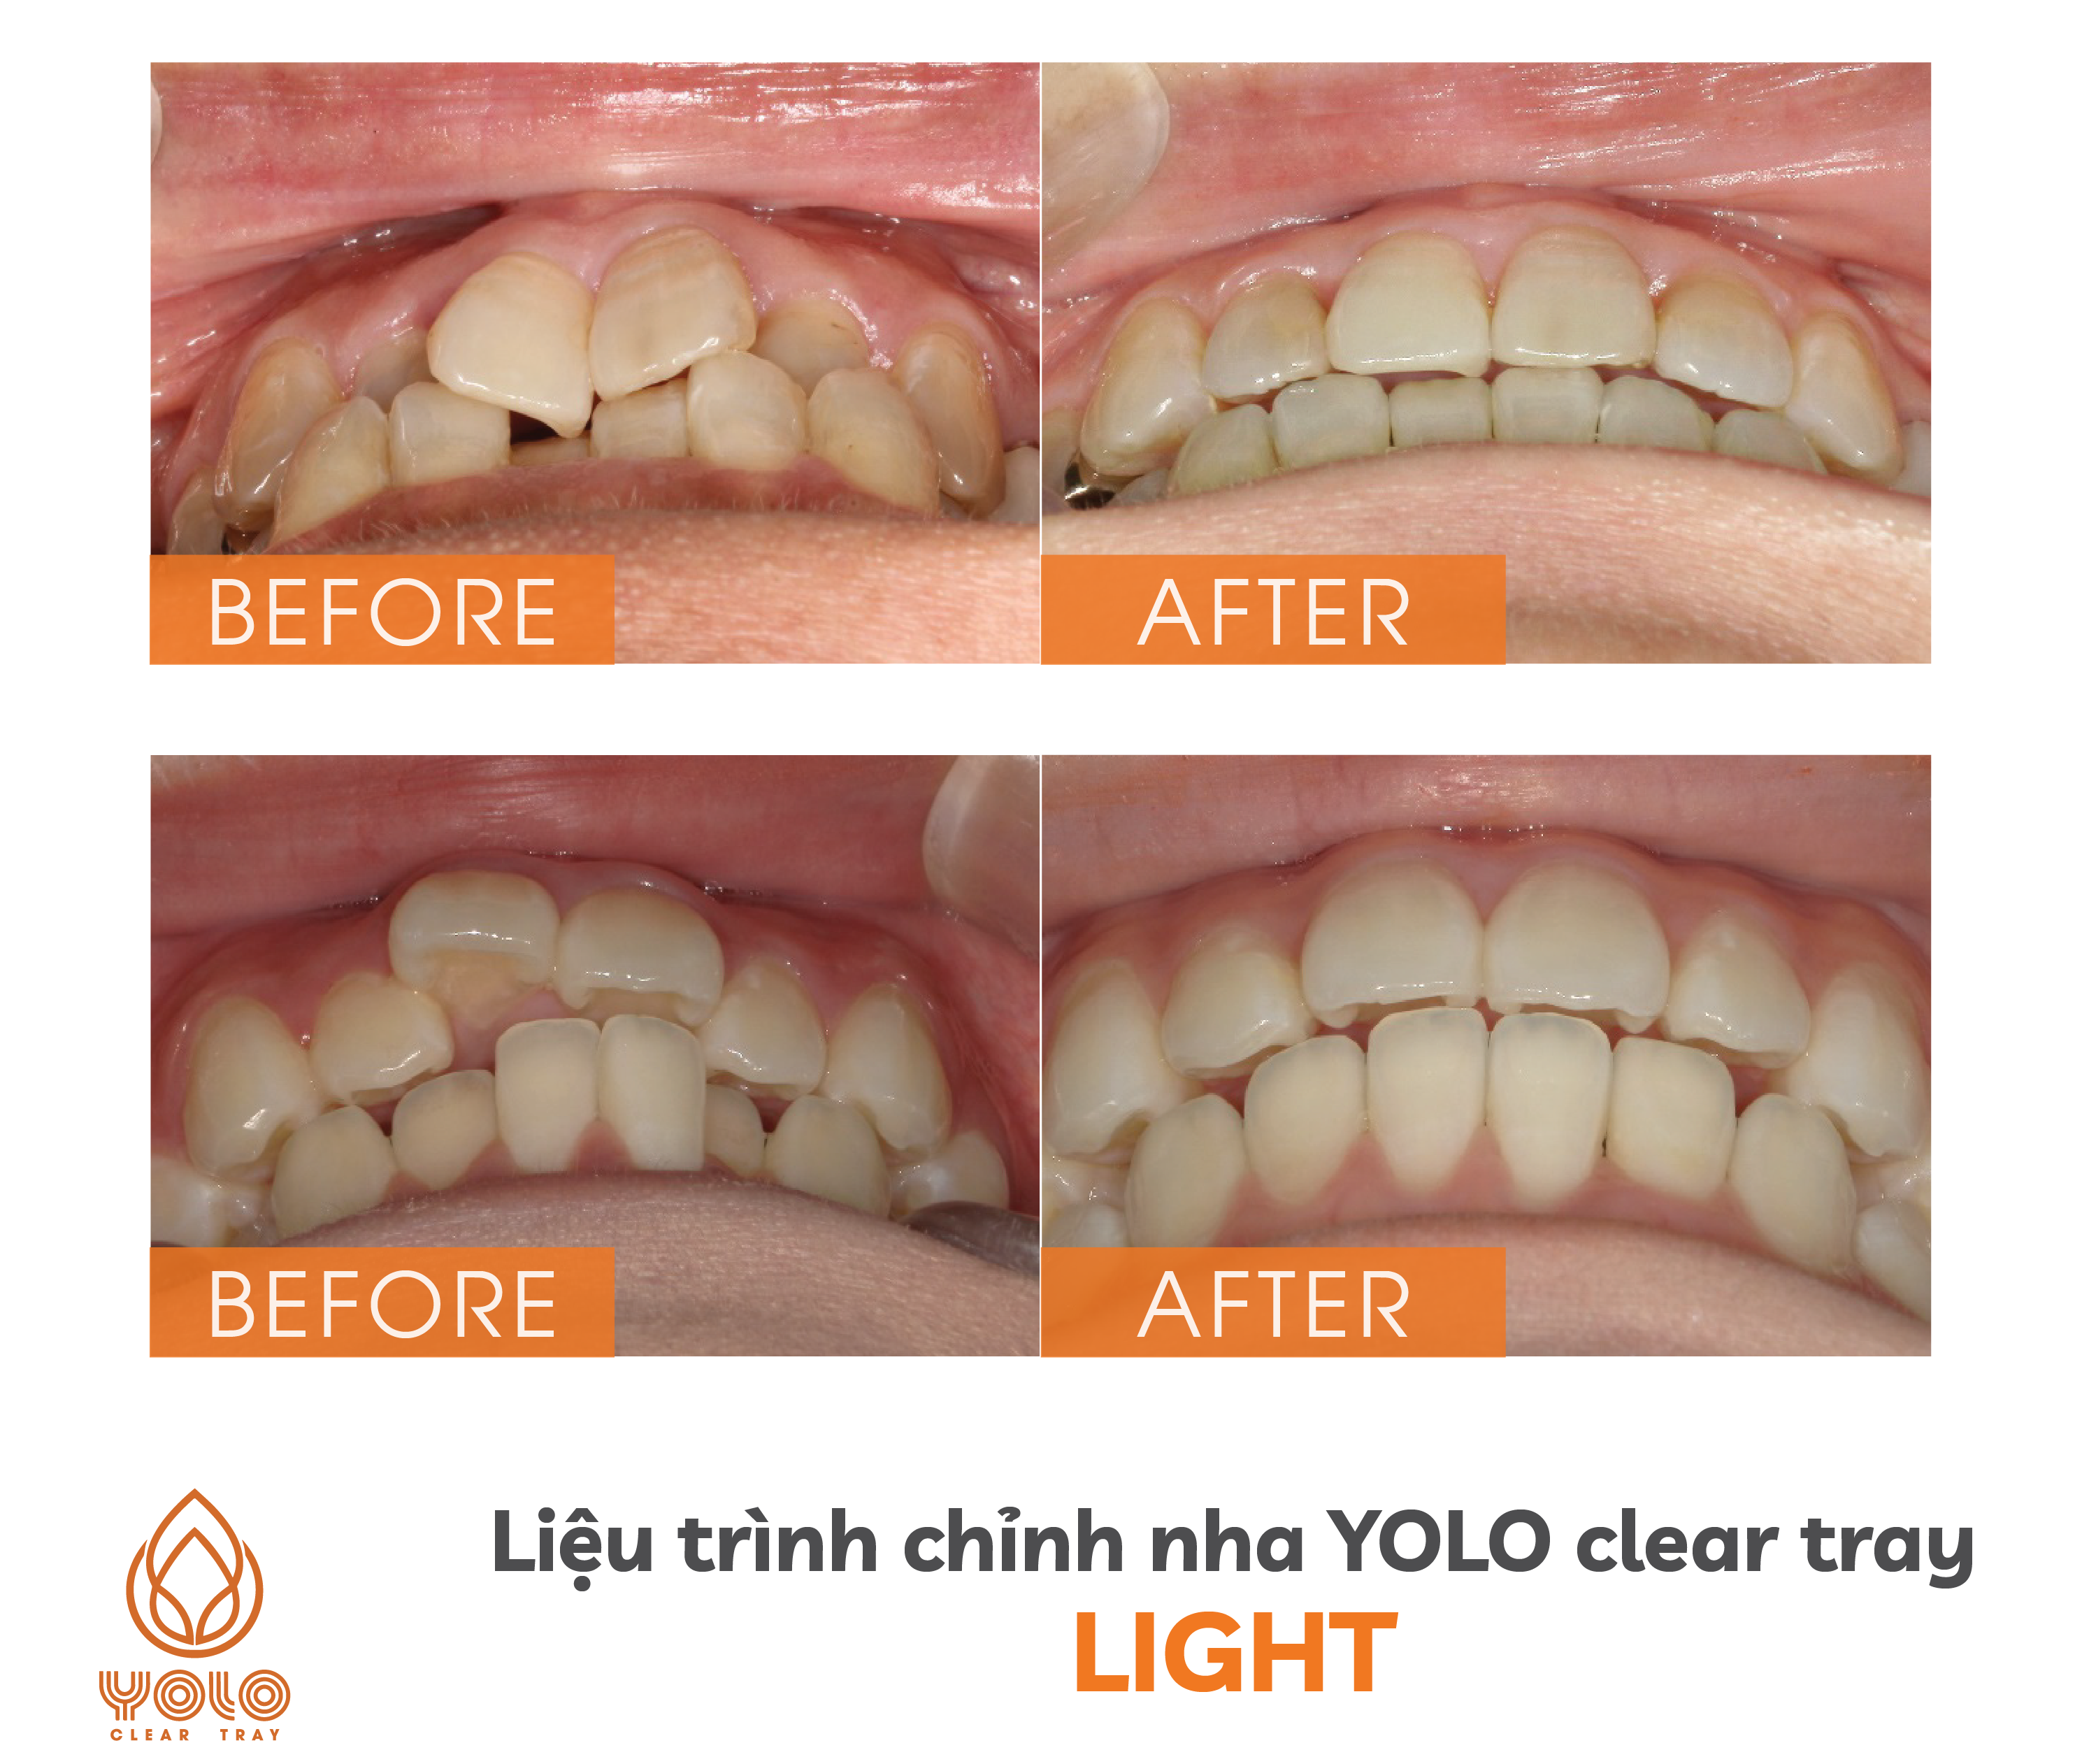 BEFORE
AFTER
BEFORE
AFTER
Liệu trình chỉnh nha YOLO clear tray
LIGHT
YOLO
CLEAR TRAY